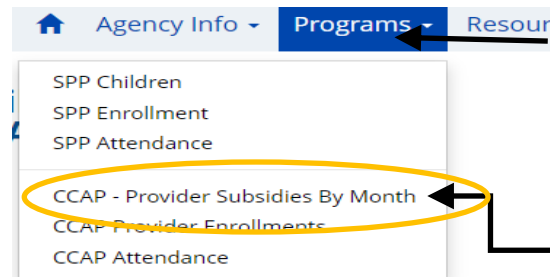 Agency Info Programs Resour
SPP Children
SPP Enrollment
SPP Attendance
CCAP - Provider Subsidies By Month
CCAP Provider Enrollments
CCAP Attendance